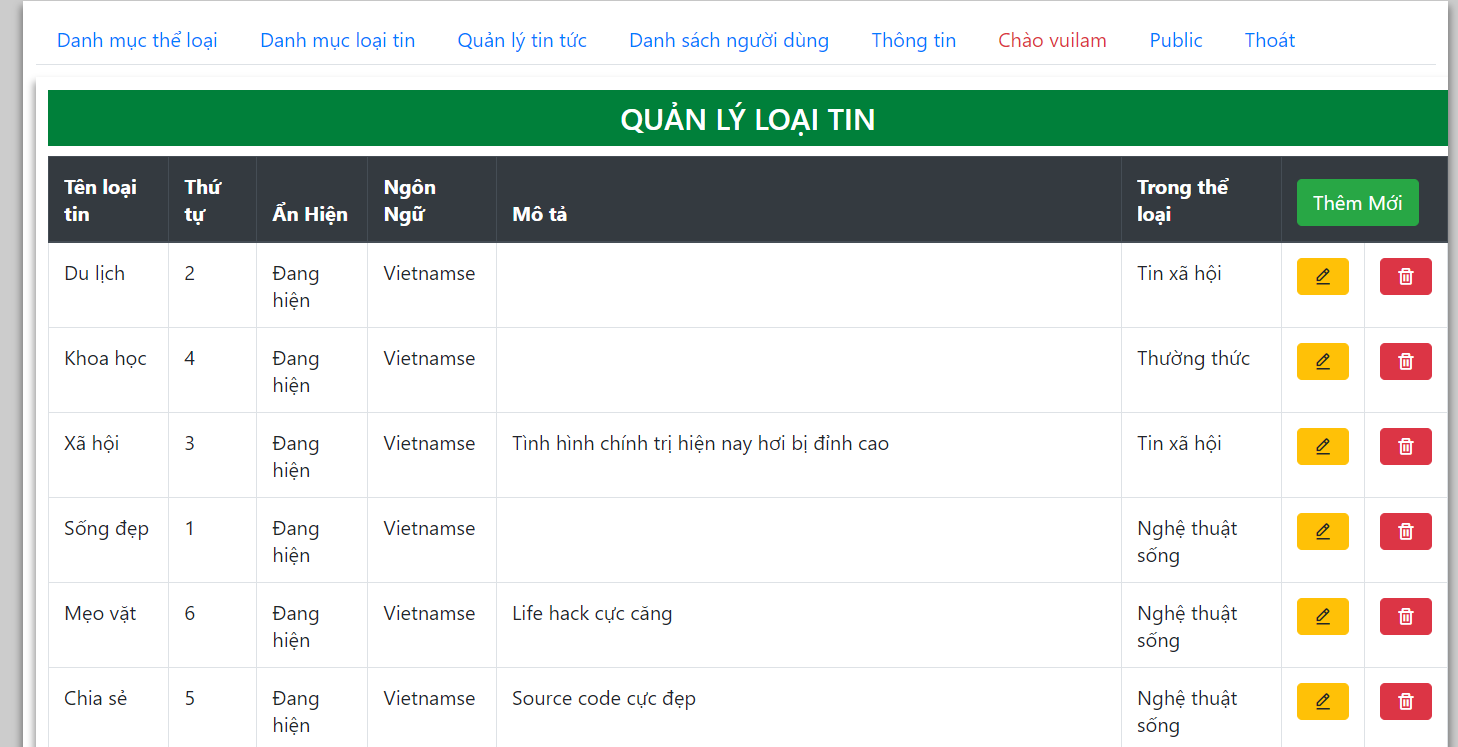 Danh mục thể loại Danh mục loại tin Quản lý tin tức Danh sách người dùng Thông tin Chào vuilam Public Thoát
QUẢN LÝ LOẠI TIN
Tên loại tin Thứ tự Ẩn Hiện Ngôn Ngữ Mô tả Trong thể loại Thêm Mới
Du lịch 2 Đang hiện Vietnamse Tin xã hội
Khoa học 4 Đang hiện Vietnamse Thường thức
Xã hội 3 Đang hiện Vietnamse Tình hình chính trị hiện nay hơi bị đỉnh cao Tin xã hội
Sống đẹp 1 Đang hiện Vietnamse Nghệ thuật sống
Mẹo vặt 6 Đang hiện Vietnamse Life hack cực căng Nghệ thuật sống
Chia sẻ 5 Đang hiện Vietnamse Source code cực đẹp Nghệ thuật sống